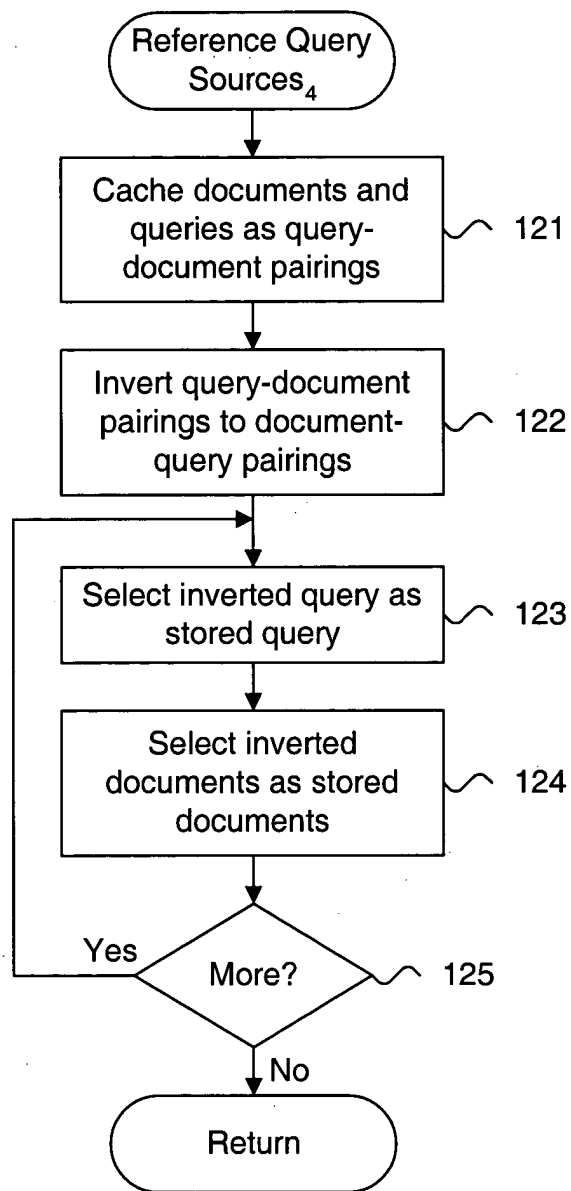 Reference Query
Sources₄
Cache documents and
queries as query-
document pairings
121
Invert query-document
pairings to document-
query pairings
122
Select inverted query as
stored query
123
Select inverted
documents as stored
documents
124
Yes
More?
125
No
Return